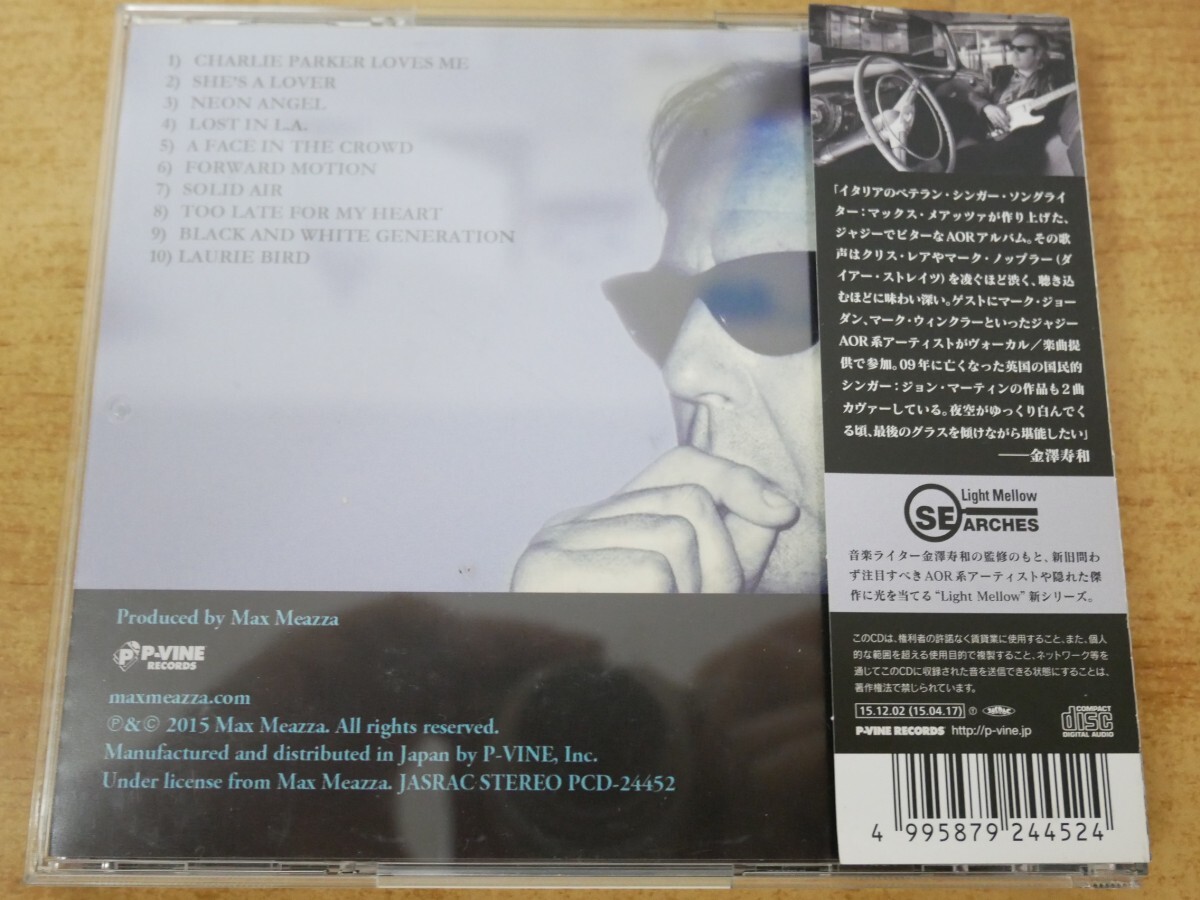 1) CHARLIE PARKER LOVES ME
2) SHE'S A LOVER
3) NEON ANGEL
4) LOST IN L.A.
5) A FACE IN THE CROWD
6) FORWARD MOTION
7) SOLID AIR
8) TOO LATE FOR MY HEART
9) BLACK AND WHITE GENERATION
10) LAURIE BIRD
Produced by Max Meazza
P-VINE
RECORDS
maxmeazza.com
℗&© 2015 Max Meazza. All rights reserved.
Manufactured and distributed in Japan by P-VINE, Inc.
Under license from Max Meazza. JASRAC STEREO PCD-24452
「イタリアのベテラン・シンガー・ソングライ
ター:マックス・メアッツァが作り上げた、
ジャジーでビターなAORアルバム。その歌
声はクリス・レアやマーク・ノップラー(ダ
イアー・ストレイツ)を凌ぐほど渋く、聴き込
むほどに味わい深い。ゲストにマーク・ジョー
ダン、マーク・ウィンクラーといったジャジー
AOR系アーティストがヴォーカル/楽曲提
供で参加。09年に亡くなった英国の国民的
シンガー:ジョン・マーティンの作品も2曲
カヴァーしている。夜空がゆっくり白んでく
る頃、最後のグラスを傾けながら堪能したい」
――金澤寿和
Light Mellow
SEARCHES
音楽ライター金澤寿和の監修のもと、新旧問わ
ず注目すべきAOR系アーティストや隠れた傑
作に光を当てる"Light Mellow"新シリーズ。
このCDは、権利者の許諾なく賃貸業に使用すること、また、個人
的な範囲を超える使用目的で複製すること、ネットワーク等を
通じてこのCDに収録された音を送信できる状態にすることは、
著作権法で禁じられています。
15.12.02 (15.04.17) ℗
COMPACT
disc
DIGITAL AUDIO
P-VINE RECORDS http://p-vine.jp
4 995879 244524